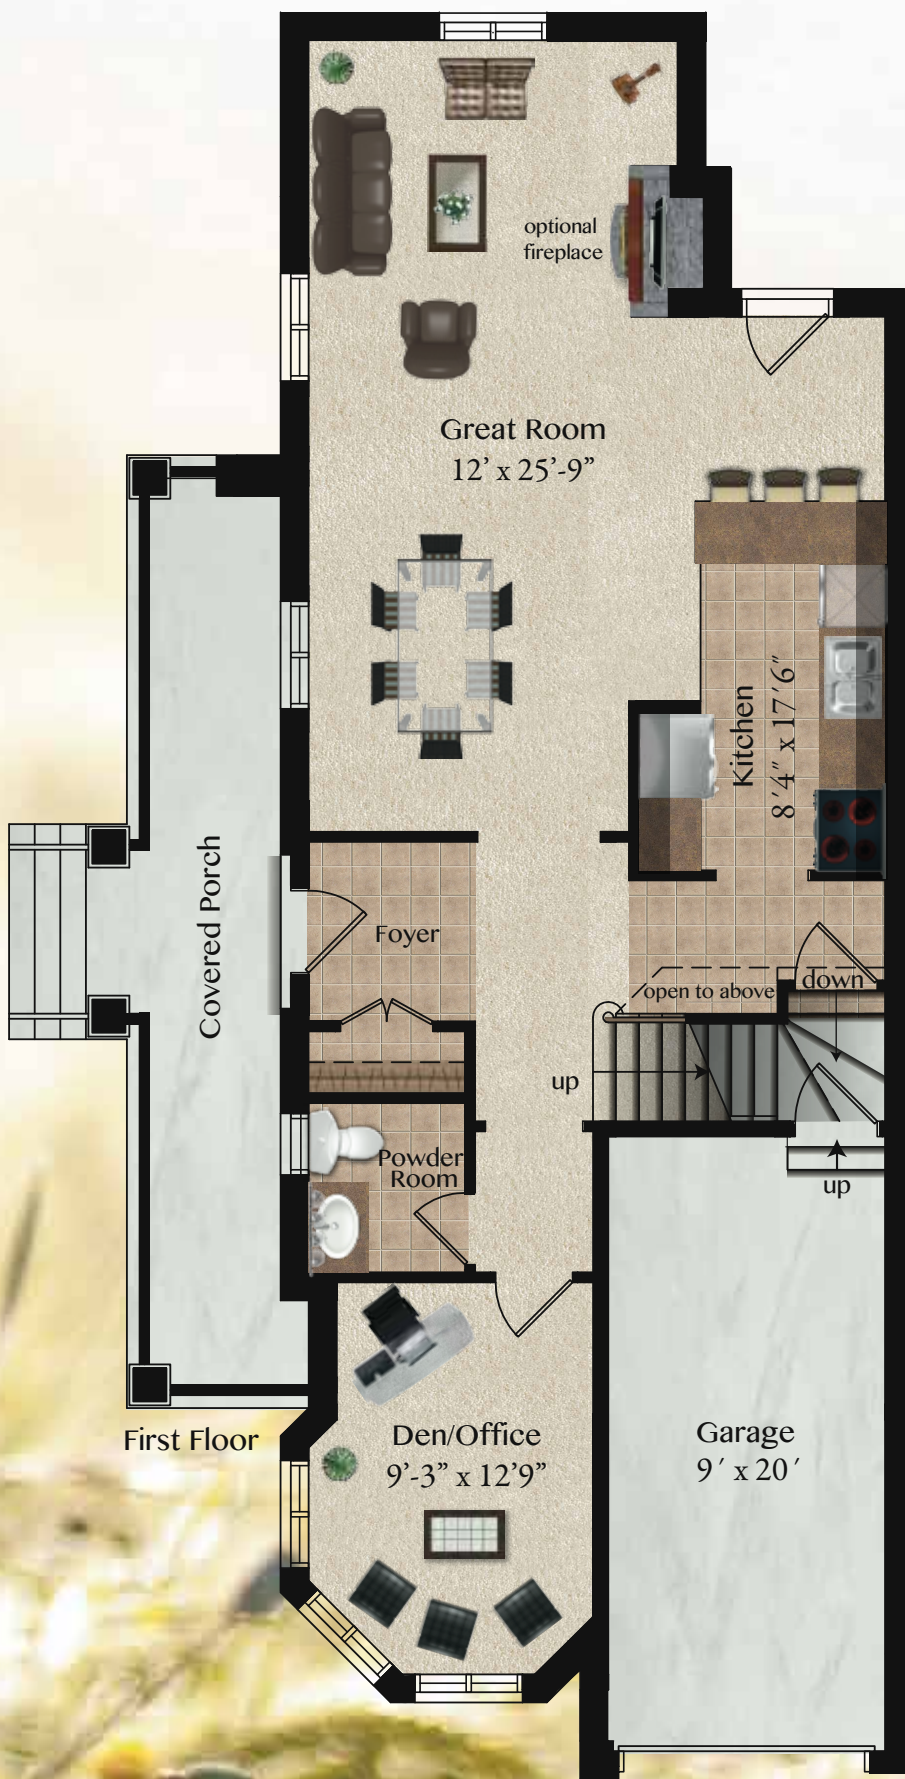 optional
fireplace
Great Room
12’ x 25’-9”
Kitchen
8’4” x 17’6”
Covered Porch
Foyer
open to above
down
up
Powder
Room
up
First Floor
Den/Office
9’-3” x 12’9”
Garage
9’ x 20’